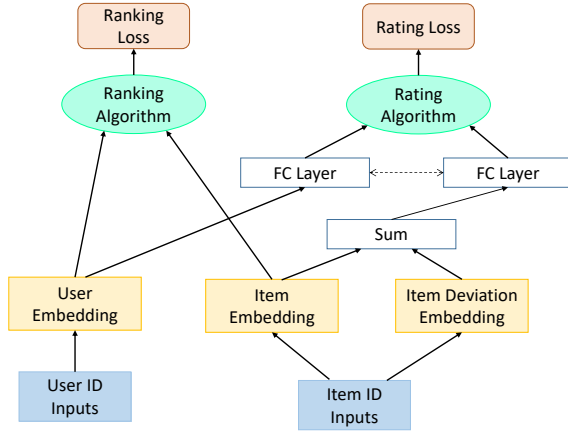 Ranking
Loss
Rating Loss
Ranking
Algorithm
Rating
Algorithm
FC Layer
FC Layer
Sum
User
Embedding
Item
Embedding
Item Deviation
Embedding
User ID
Inputs
Item ID
Inputs